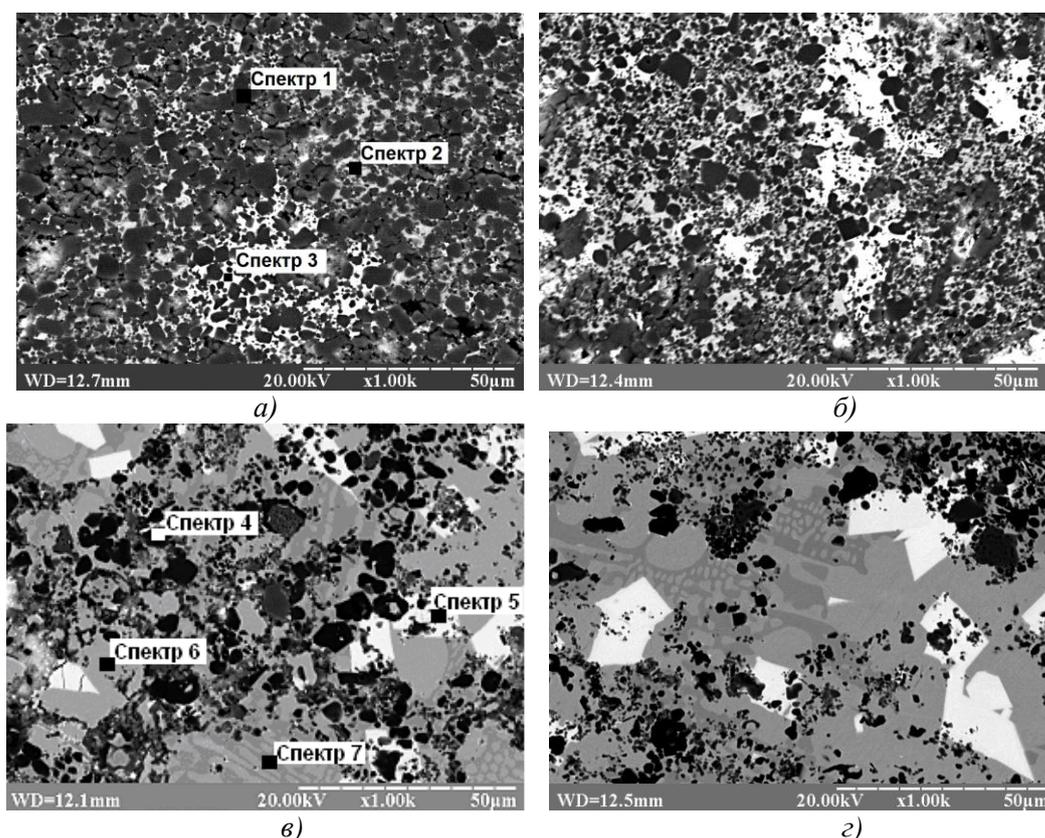 Спектр 1
Спектр 2
Спектр 3
WD=12.7mm 20.00kV x1.00k 50µm
WD=12.4mm 20.00kV x1.00k 50µm
а)
б)
Спектр 4
Спектр 5
Спектр 6
Спектр 7
WD=12.1mm 20.00kV x1.00k 50µm
WD=12.5mm 20.00kV x1.00k 50µm
в)
г)